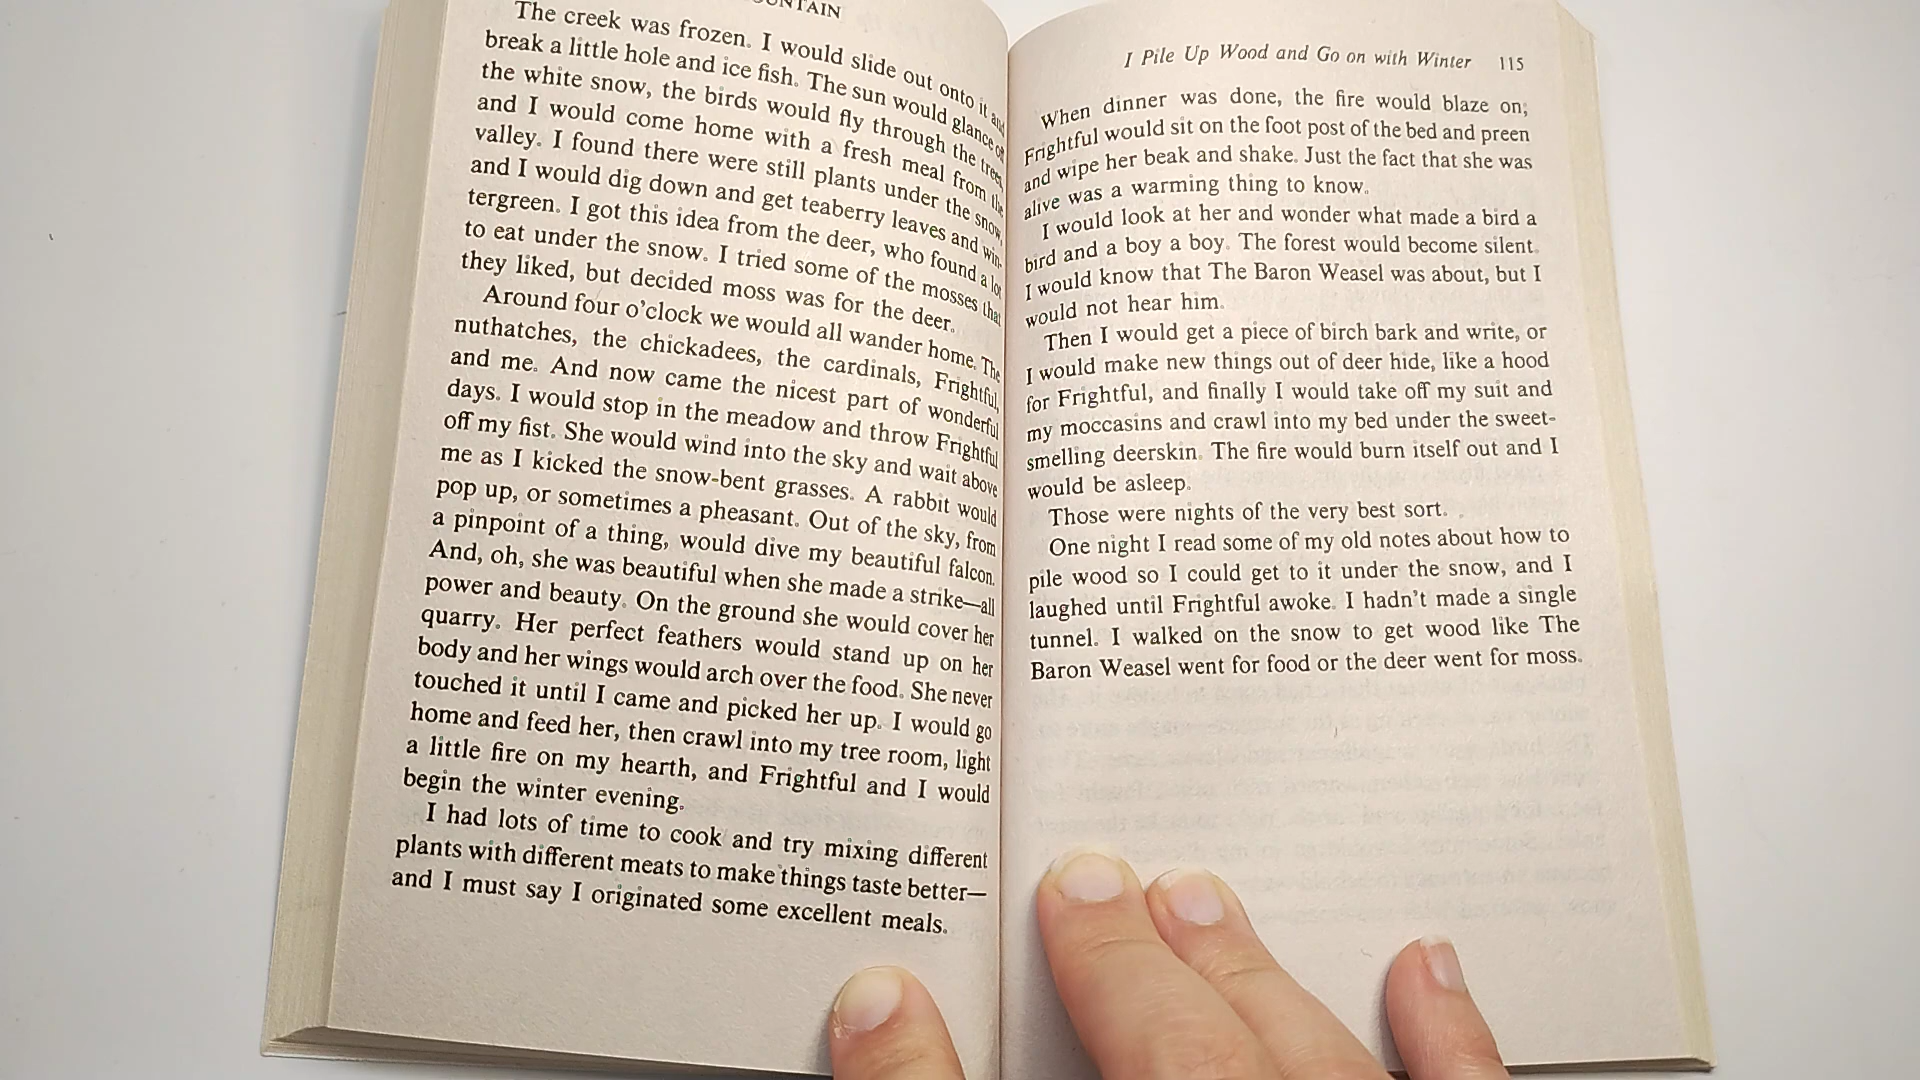 The creek was frozen. I would slide out onto it and
break a little hole and ice fish. The sun would glance off
the white snow, the birds would fly through the trees,
and I would come home with a fresh meal from the
valley. I found there were still plants under the snow,
and I would dig down and get teaberry leaves and win-
tergreen. I got this idea from the deer, who found a lot
to eat under the snow. I tried some of the mosses that
they liked, but decided moss was for the deer.
Around four o'clock we would all wander home. The
nuthatches, the chickadees, the cardinals, Frightful,
and me. And now came the nicest part of wonderful
days. I would stop in the meadow and throw Frightful
off my fist. She would wind into the sky and wait above
me as I kicked the snow-bent grasses. A rabbit would
pop up, or sometimes a pheasant. Out of the sky, from
a pinpoint of a thing, would dive my beautiful falcon.
And, oh, she was beautiful when she made a strike—all
power and beauty. On the ground she would cover her
quarry. Her perfect feathers would stand up on her
body and her wings would arch over the food. She never
touched it until I came and picked her up. I would go
home and feed her, then crawl into my tree room, light
a little fire on my hearth, and Frightful and I would
begin the winter evening.
I had lots of time to cook and try mixing different
plants with different meats to make things taste better—
and I must say I originated some excellent meals.
I Pile Up Wood and Go on with Winter 115
When dinner was done, the fire would blaze on;
Frightful would sit on the foot post of the bed and preen
and wipe her beak and shake. Just the fact that she was
alive was a warming thing to know.
I would look at her and wonder what made a bird a
bird and a boy a boy. The forest would become silent.
I would know that The Baron Weasel was about, but I
would not hear him.
Then I would get a piece of birch bark and write, or
I would make new things out of deer hide, like a hood
for Frightful, and finally I would take off my suit and
my moccasins and crawl into my bed under the sweet-
smelling deerskin. The fire would burn itself out and I
would be asleep.
Those were nights of the very best sort.
One night I read some of my old notes about how to
pile wood so I could get to it under the snow, and I
laughed until Frightful awoke. I hadn't made a single
tunnel. I walked on the snow to get wood like The
Baron Weasel went for food or the deer went for moss.